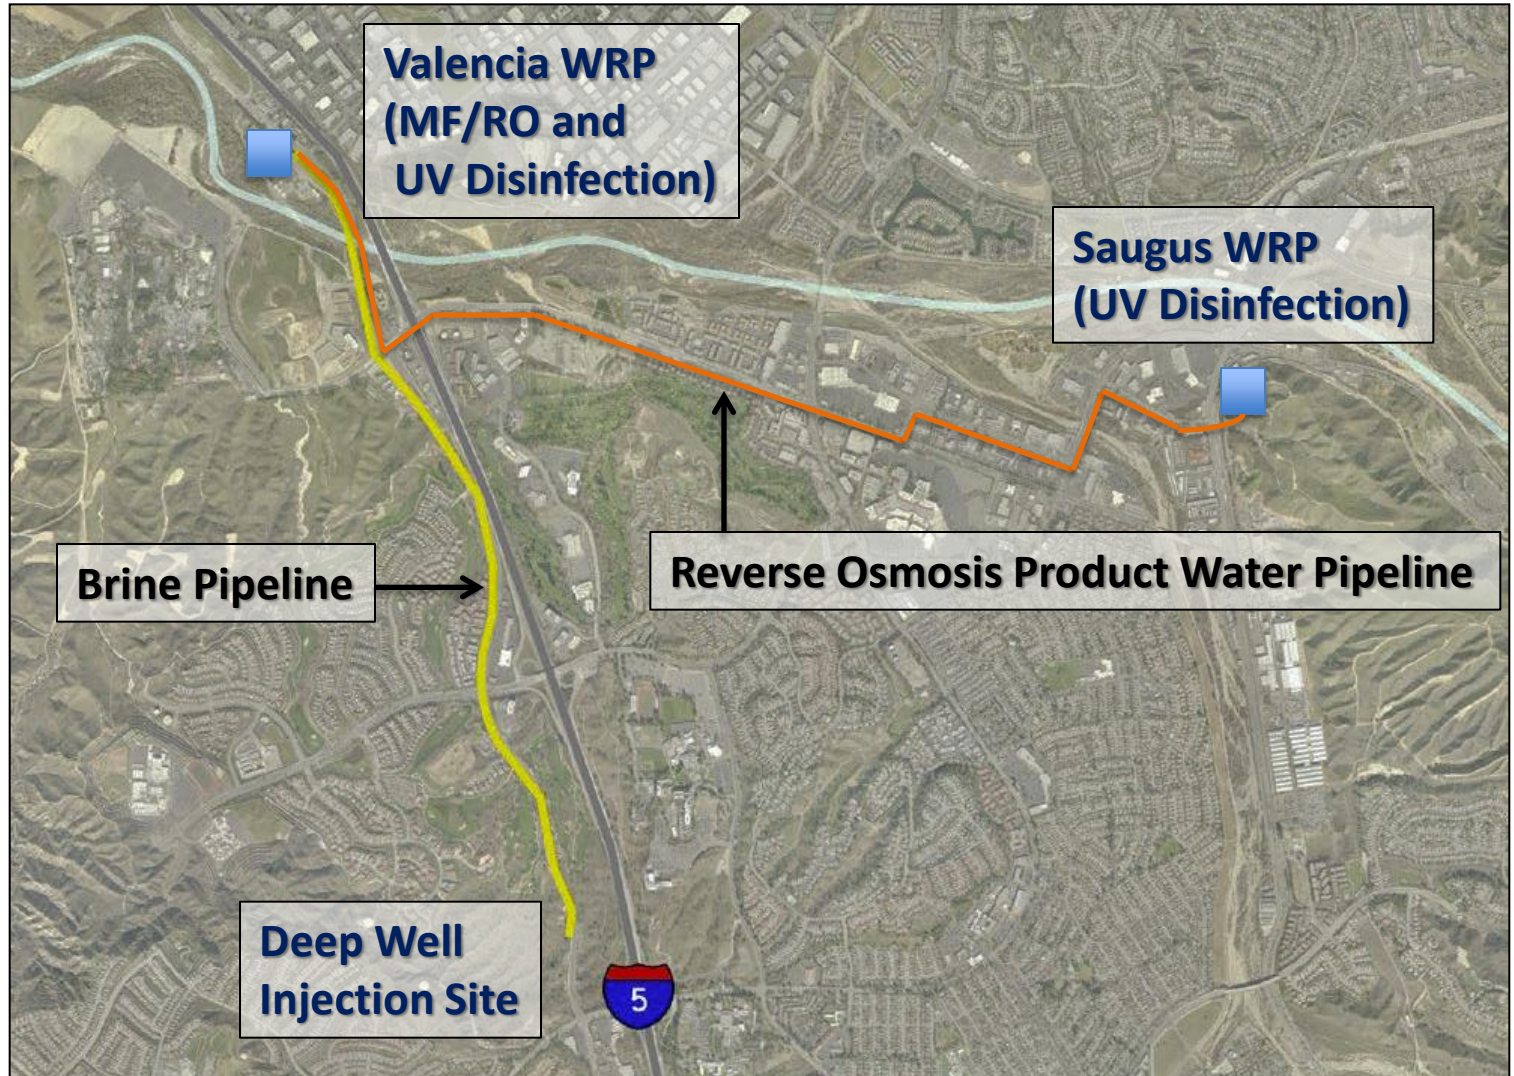 Valencia WRP
(MF/RO and
UV Disinfection)
Saugus WRP
(UV Disinfection)
Brine Pipeline
Reverse Osmosis Product Water Pipeline
Deep Well
Injection Site
5